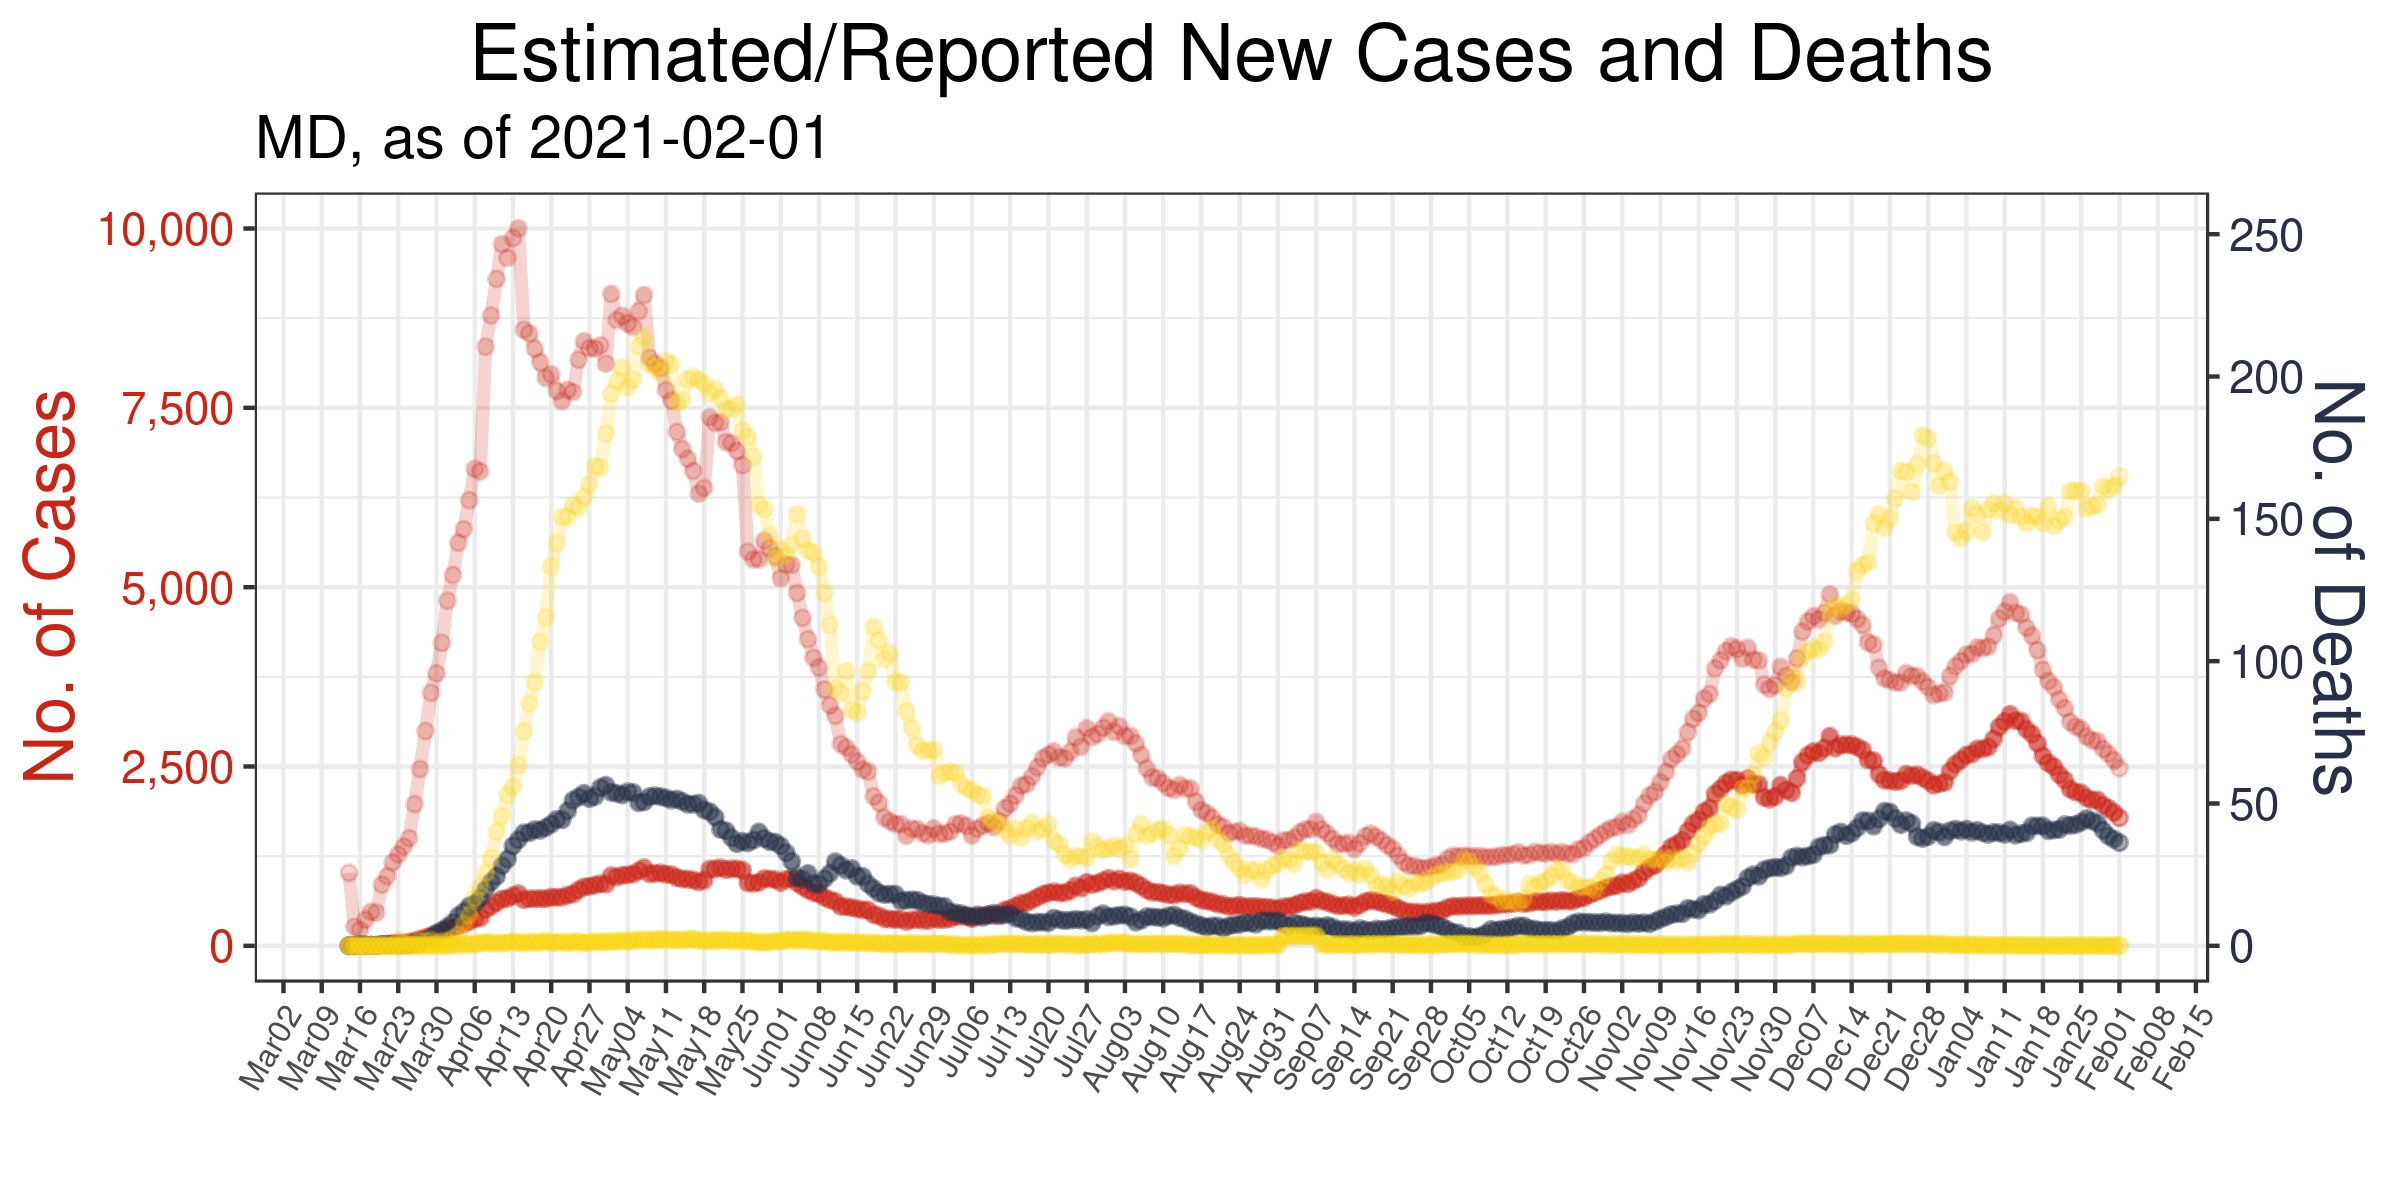 Estimated/Reported New Cases and Deaths
MD, as of 2021-02-01
No. of Cases
10,000
7,500
5,000
2,500
0
250
200
150
100
50
0
No. of Deaths
Mar02
Mar09
Mar16
Mar23
Mar30
Apr06
Apr13
Apr20
Apr27
May04
May11
May18
May25
Jun01
Jun08
Jun15
Jun22
Jun29
Jul06
Jul13
Jul20
Jul27
Aug03
Aug10
Aug17
Aug24
Aug31
Sep07
Sep14
Sep21
Sep28
Oct05
Oct12
Oct19
Oct26
Nov02
Nov09
Nov16
Nov23
Nov30
Dec07
Dec14
Dec21
Dec28
Jan04
Jan11
Jan18
Jan25
Feb01
Feb08
Feb15